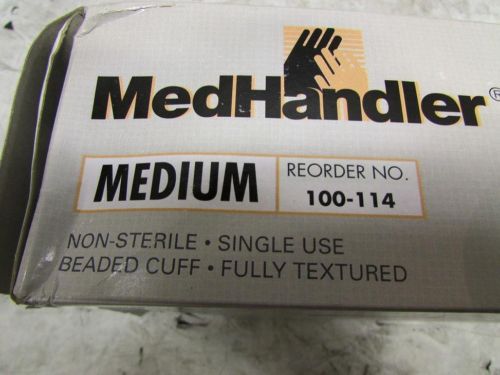 MedHandler®
MEDIUM
REORDER NO.
100-114
NON-STERILE • SINGLE USE
BEADED CUFF • FULLY TEXTURED